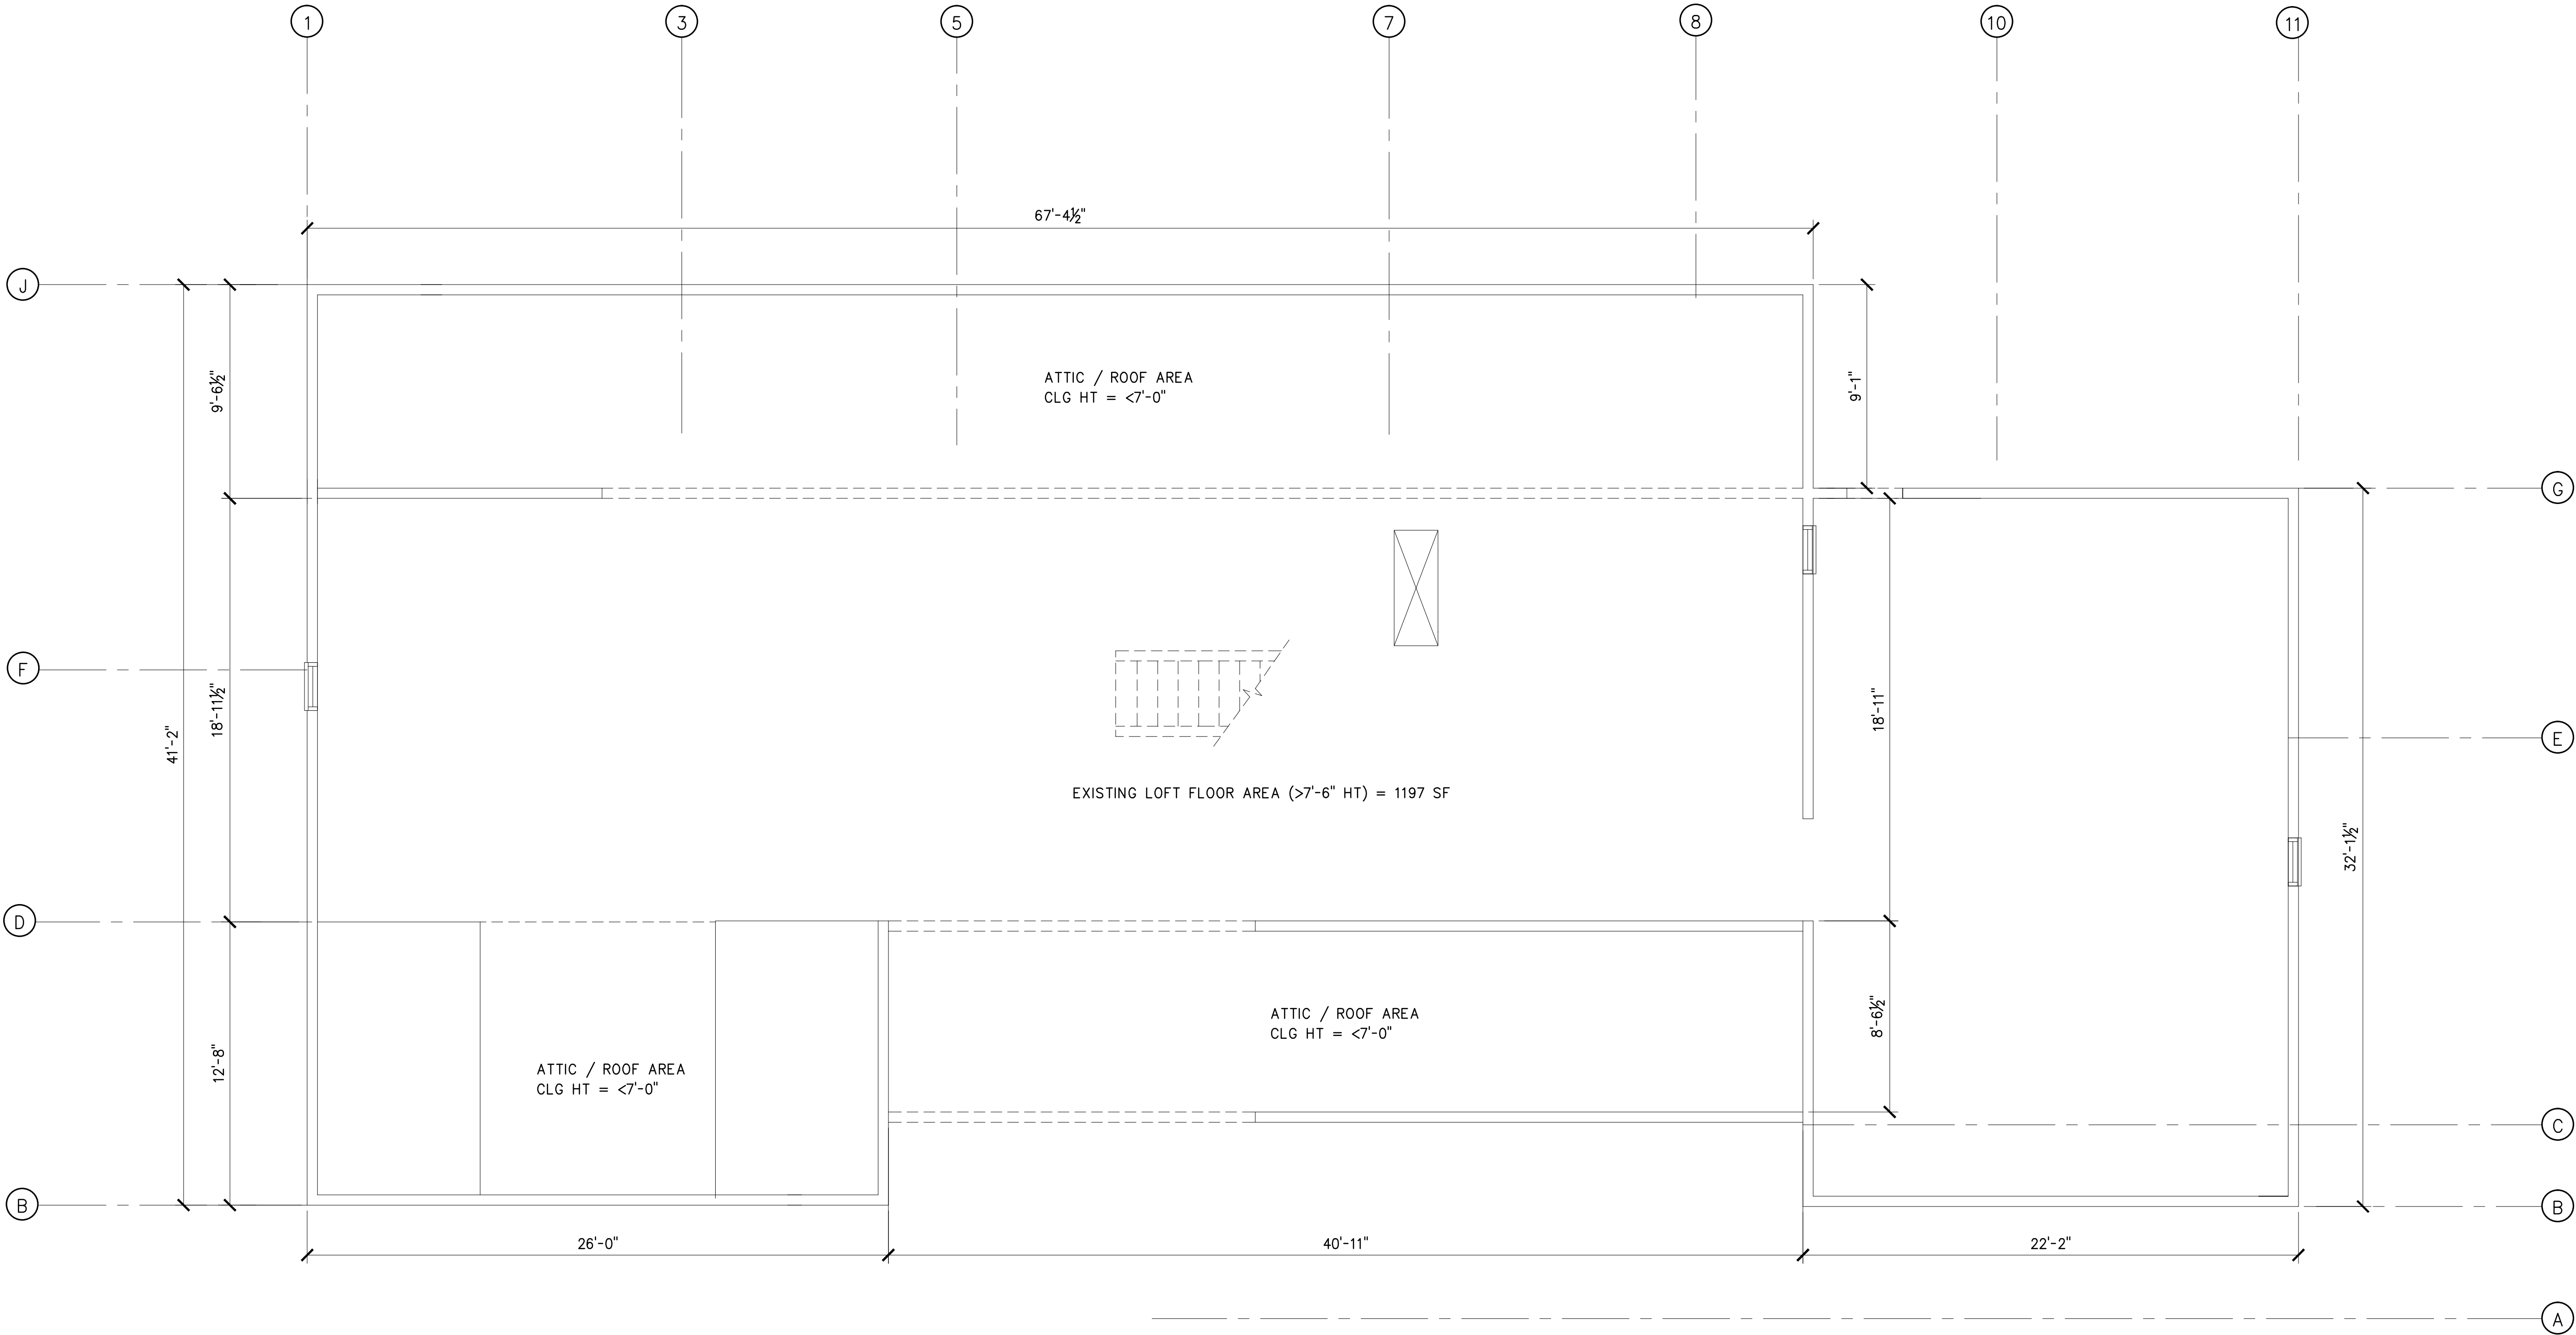 1 3 5 7 8 10 11
67'-4½"
J
9'-6½"
ATTIC / ROOF AREA
CLG HT = <7'-0"
9'-1"
G
F
18'-11½"
41'-2"
18'-11"
E
EXISTING LOFT FLOOR AREA (>7'-6" HT) = 1197 SF
32'-1½"
D
ATTIC / ROOF AREA
CLG HT = <7'-0"
8'-6½"
12'-8"
ATTIC / ROOF AREA
CLG HT = <7'-0"
C
B
B
26'-0"
40'-11"
22'-2"
A